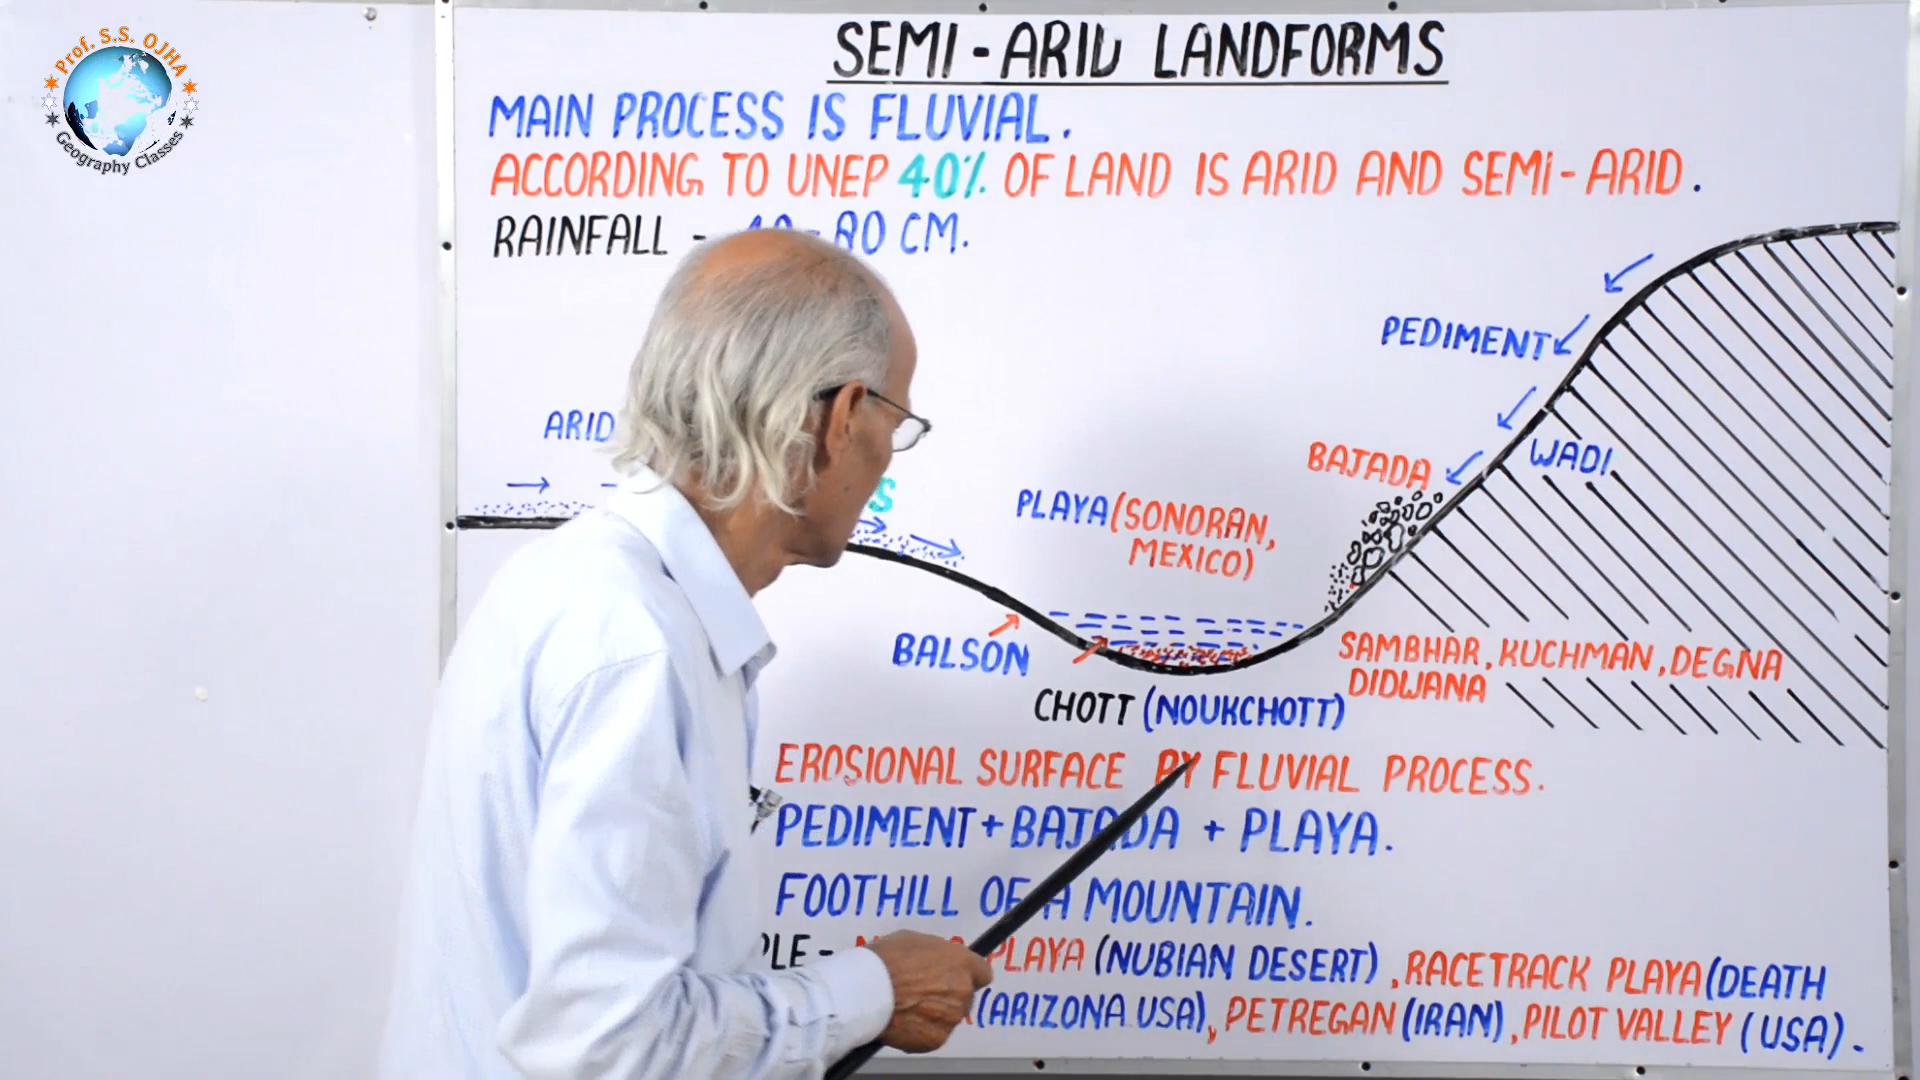 Prof. S.S. OJHA
Geography Classes
SEMI-ARID LANDFORMS
MAIN PROCESS IS FLUVIAL.
ACCORDING TO UNEP 40% OF LAND IS ARID AND SEMI-ARID.
RAINFALL - 80 CM.
PEDIMENT
ARID
BAJADA
WADI
PLAYA (SONORAN,
MEXICO)
BALSON
SAMBHAR, KUCHMAN, DEGNA
DIDWANA
CHOTT (NOUKCHOTT)
EROSIONAL SURFACE BY FLUVIAL PROCESS.
PEDIMENT + BAJADA + PLAYA.
FOOTHILL OF A MOUNTAIN.
PLAYA (NUBIAN DESERT), RACETRACK PLAYA (DEATH
(ARIZONA USA), PETREGAN (IRAN), PILOT VALLEY (USA).